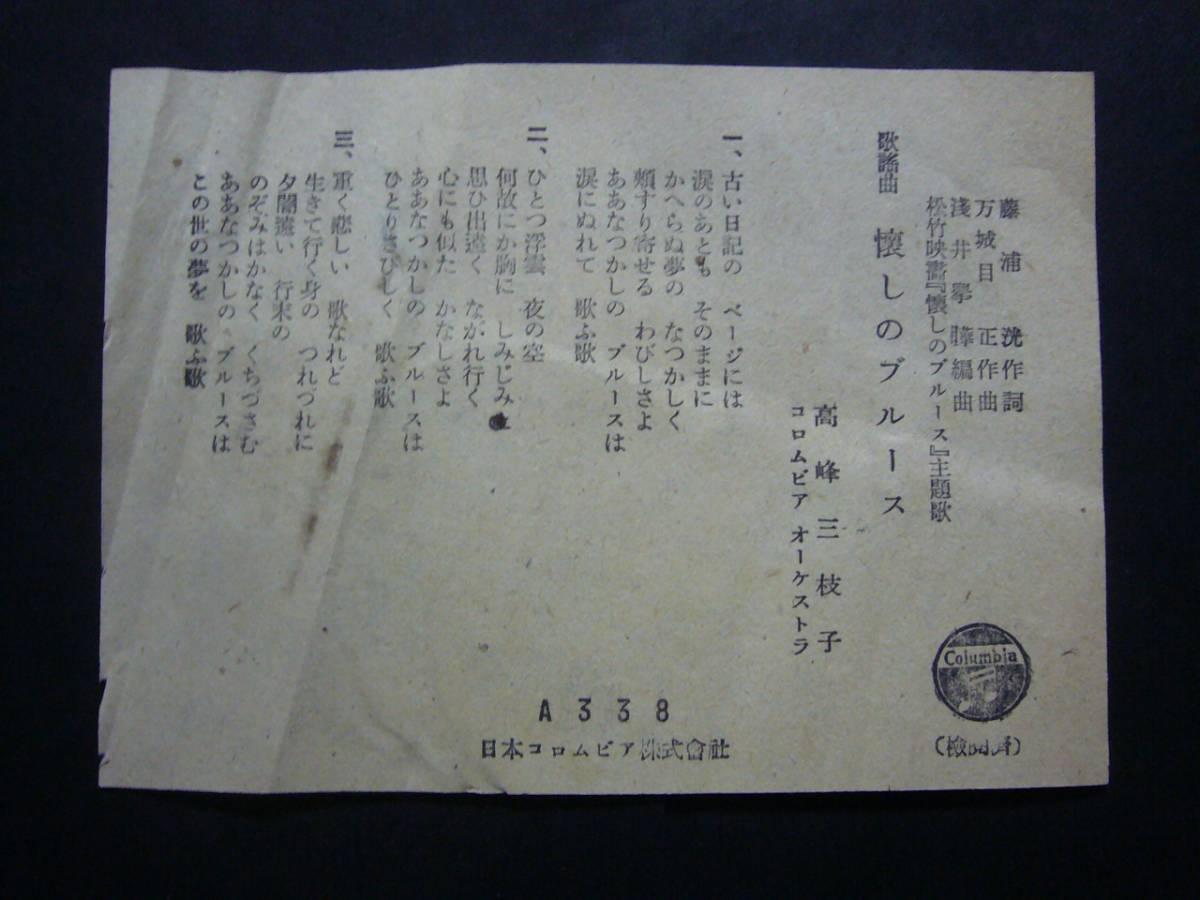 藤浦洸作詞
万城目正作曲
淺井擧曄編曲
松竹映畫『懐しのブルース』主題歌
歌謡曲 懐しのブルース
高峰三枝子
コロムビア オーケストラ
一、古い日記の ページには
涙のあとも そのままに
かへらぬ夢の なつかしく
頬すり寄せる わびしさよ
ああなつかしの ブルースは
涙にぬれて 歌ふ歌
二、ひとつ浮雲 夜の空
何故にか胸に しみじみと
思ひ出遠く ながれ行く
心にも似た かなしさよ
ああなつかしの ブルースは
ひとりさびしく 歌ふ歌
三、重く悲しい 歌なれど
生きて行く身の つれづれに
夕闇遠い 行末の
のぞみはかなく くちづさむ
ああなつかしの ブルースは
この世の夢を 歌ふ歌
Columbia
(檢閲濟)
A338
日本コロムビア株式會社